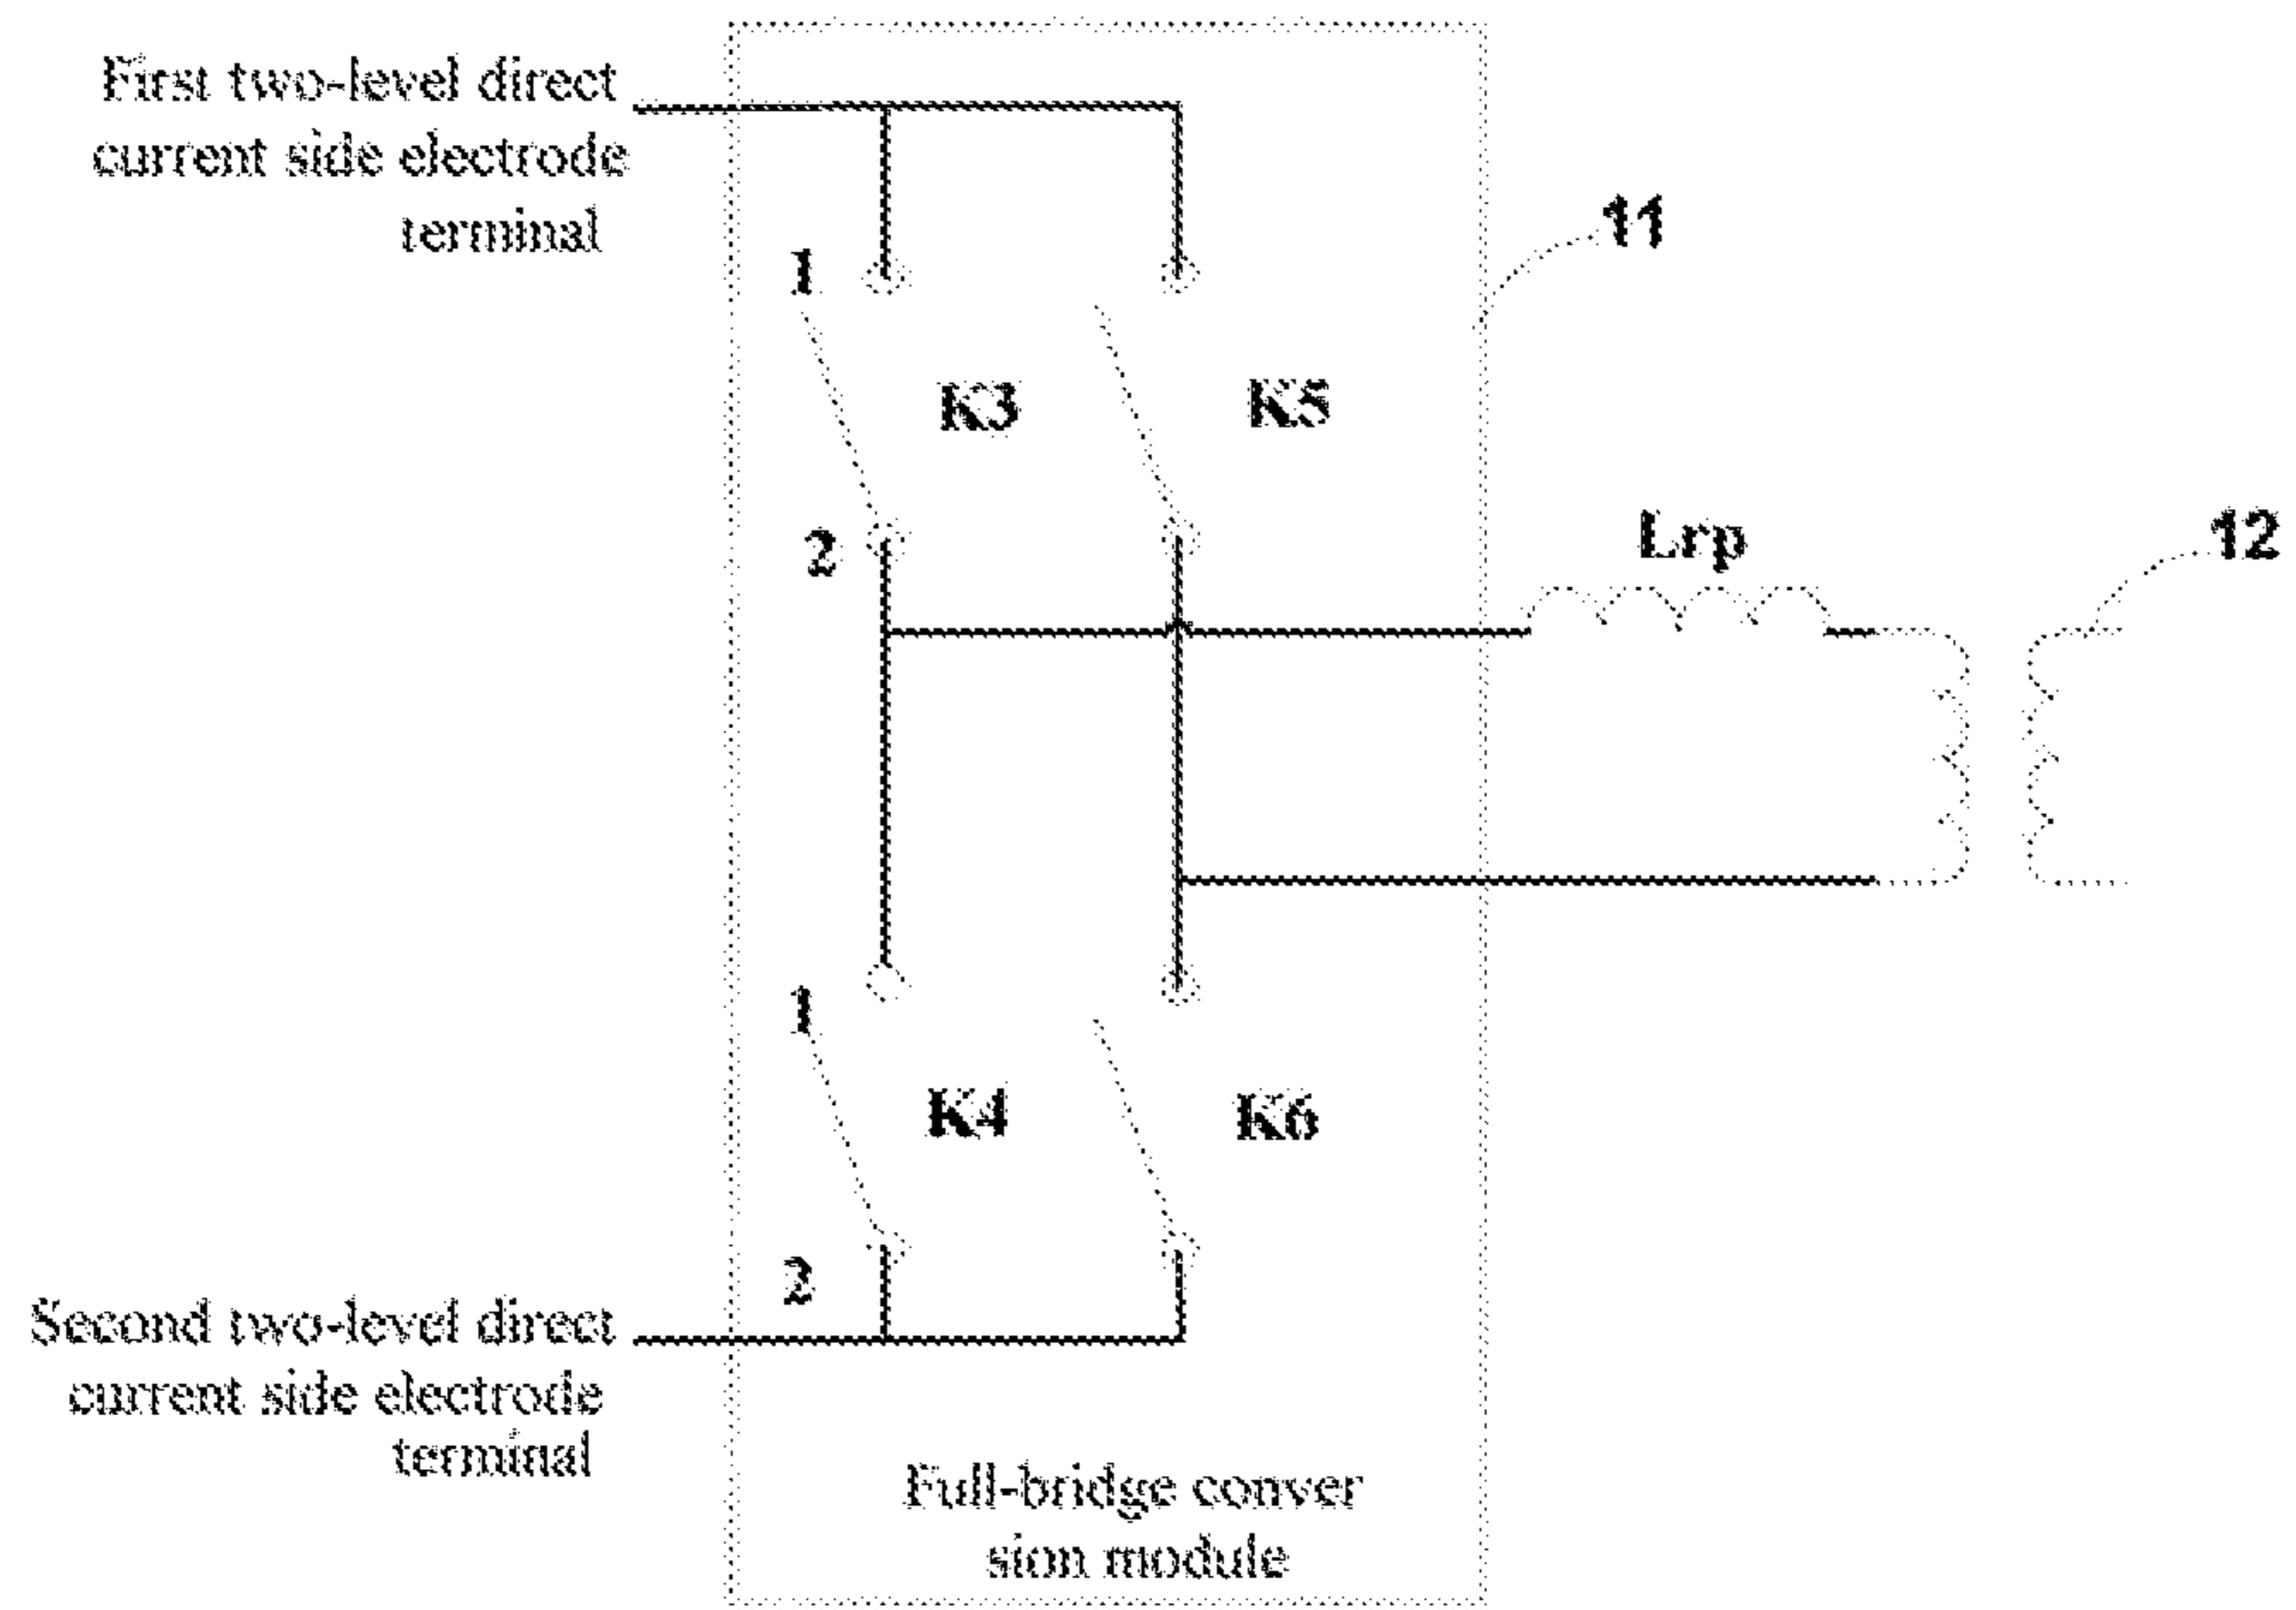 First two-level direct
current side electrode
terminal
11
1
K3
K5
2
Lrp
12
1
K4
K6
2
Second two-level direct
current side electrode
terminal
Full-bridge conver
sion module